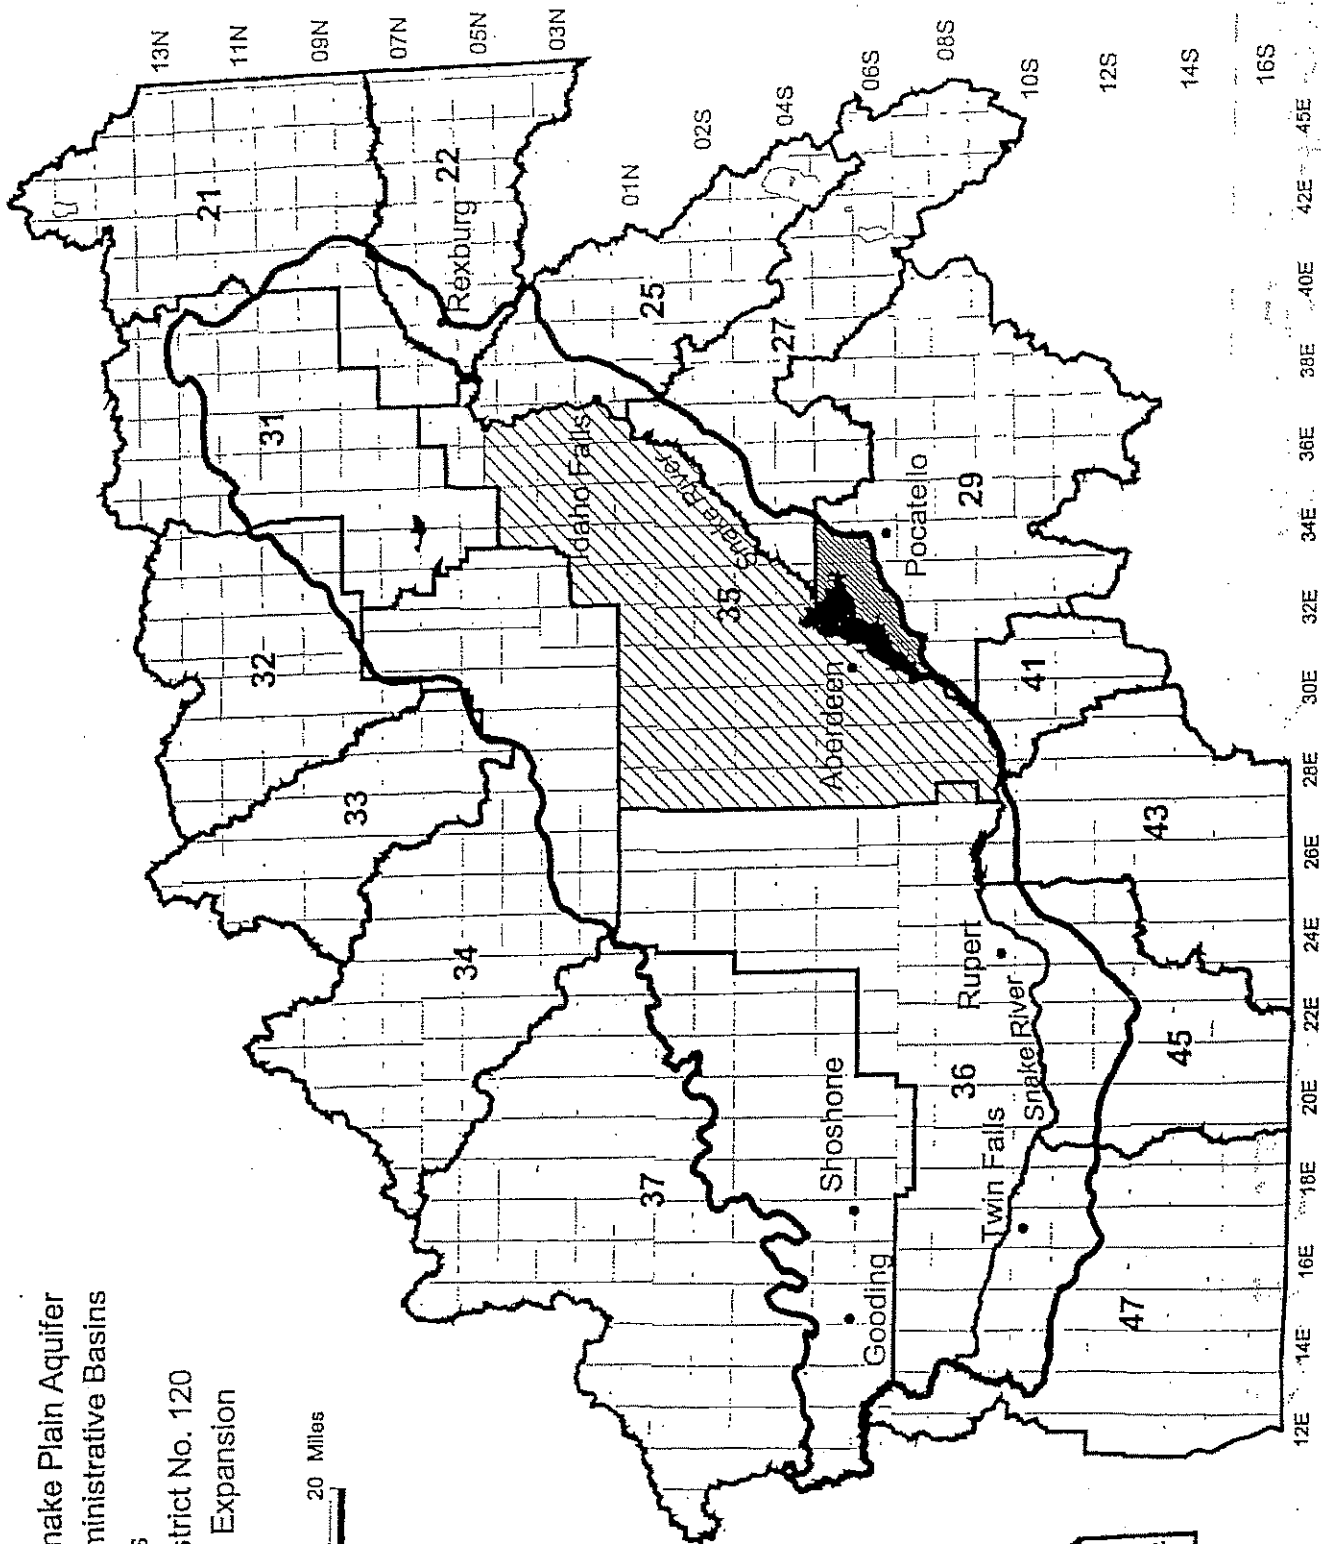 nake Plain Aquifer
ministrative Basins
s
strict No. 120
Expansion
20 Miles
13N
11N
09N
07N
05N
03N
01N
02S
04S
06S
08S
10S
12S
14S
16S
21
22
Rexburg
31
25
27
Idaho Falls
Snake River
32
35
Pocatello
29
33
Aberdeen
41
34
43
Rupert
Snake River
36
45
37
Shoshone
Twin Falls
Gooding
47
12E
14E
16E
18E
20E
22E
24E
26E
28E
30E
32E
34E
36E
38E
40E
42E
45E